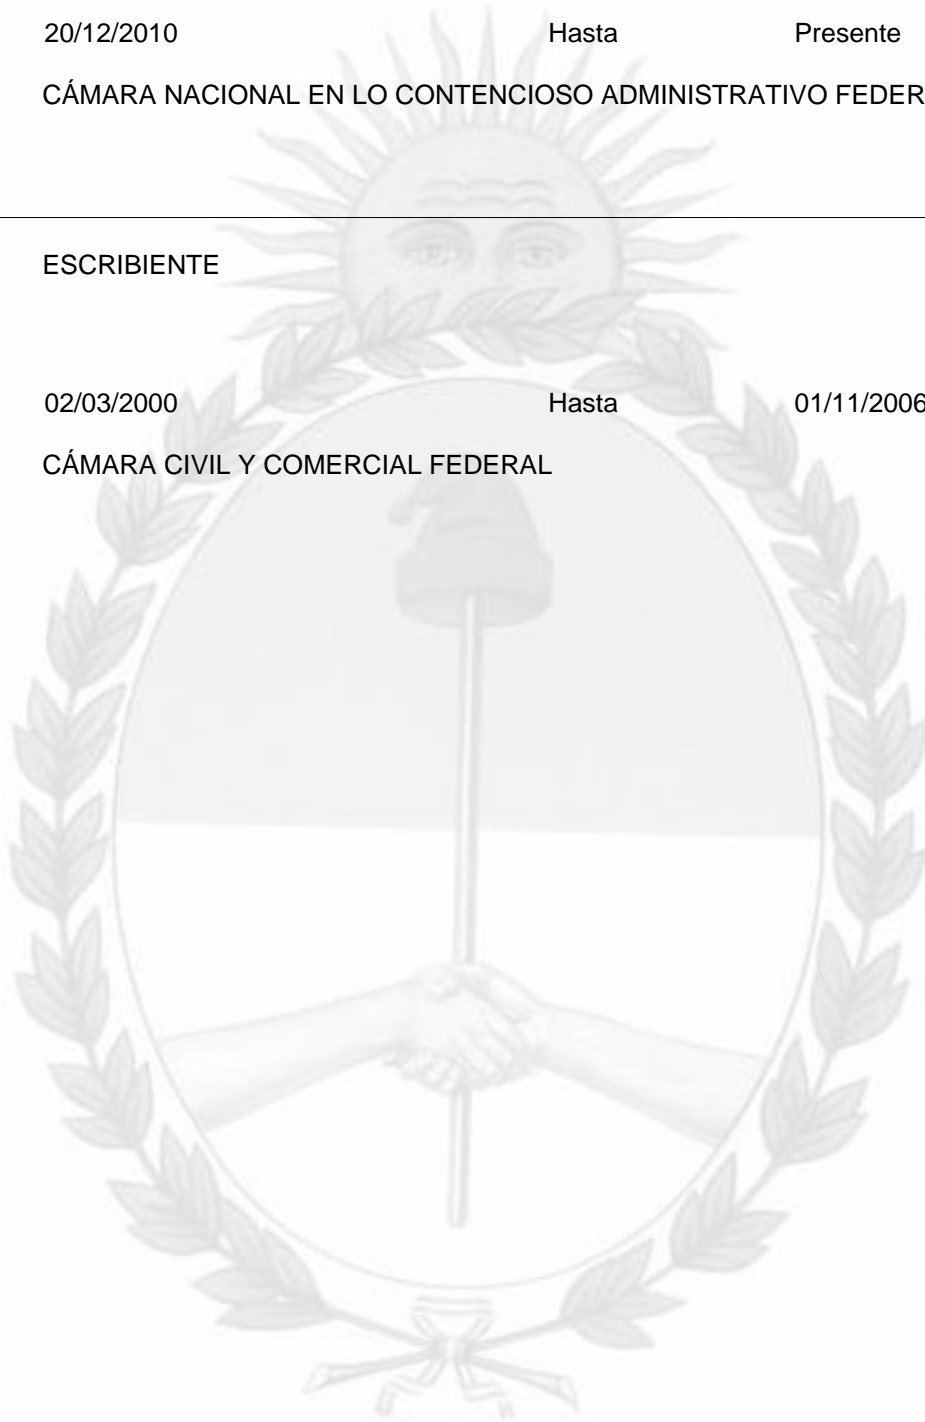 20/12/2010 Hasta Presente
CÁMARA NACIONAL EN LO CONTENCIOSO ADMINISTRATIVO FEDER
ESCRIBIENTE
02/03/2000 Hasta 01/11/2006
CÁMARA CIVIL Y COMERCIAL FEDERAL